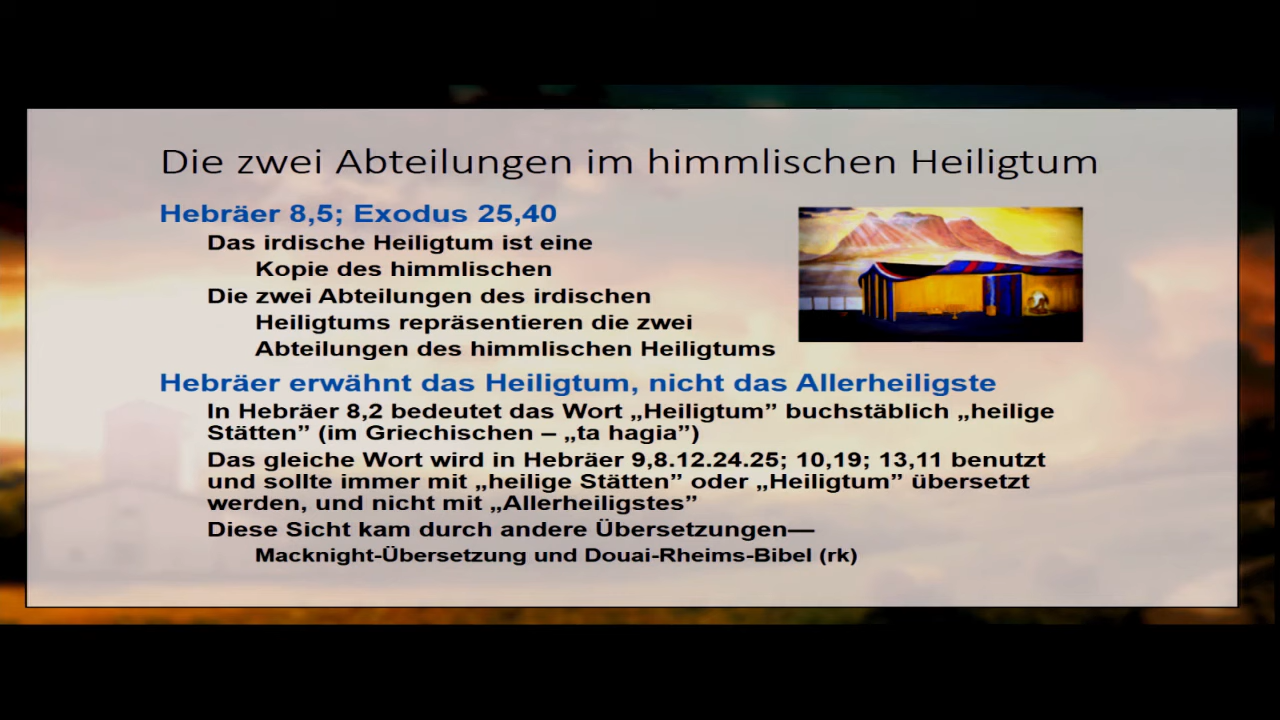 Die zwei Abteilungen im himmlischen Heiligtum
Hebräer 8,5; Exodus 25,40
Das irdische Heiligtum ist eine
Kopie des himmlischen
Die zwei Abteilungen des irdischen
Heiligtums repräsentieren die zwei
Abteilungen des himmlischen Heiligtums
Hebräer erwähnt das Heiligtum, nicht das Allerheiligste
In Hebräer 8,2 bedeutet das Wort „Heiligtum” buchstäblich „heilige
Stätten” (im Griechischen – „ta hagia”)
Das gleiche Wort wird in Hebräer 9,8.12.24.25; 10,19; 13,11 benutzt
und sollte immer mit „heilige Stätten” oder „Heiligtum” übersetzt
werden, und nicht mit „Allerheiligstes”
Diese Sicht kam durch andere Übersetzungen—
Macknight-Übersetzung und Douai-Rheims-Bibel (rk)